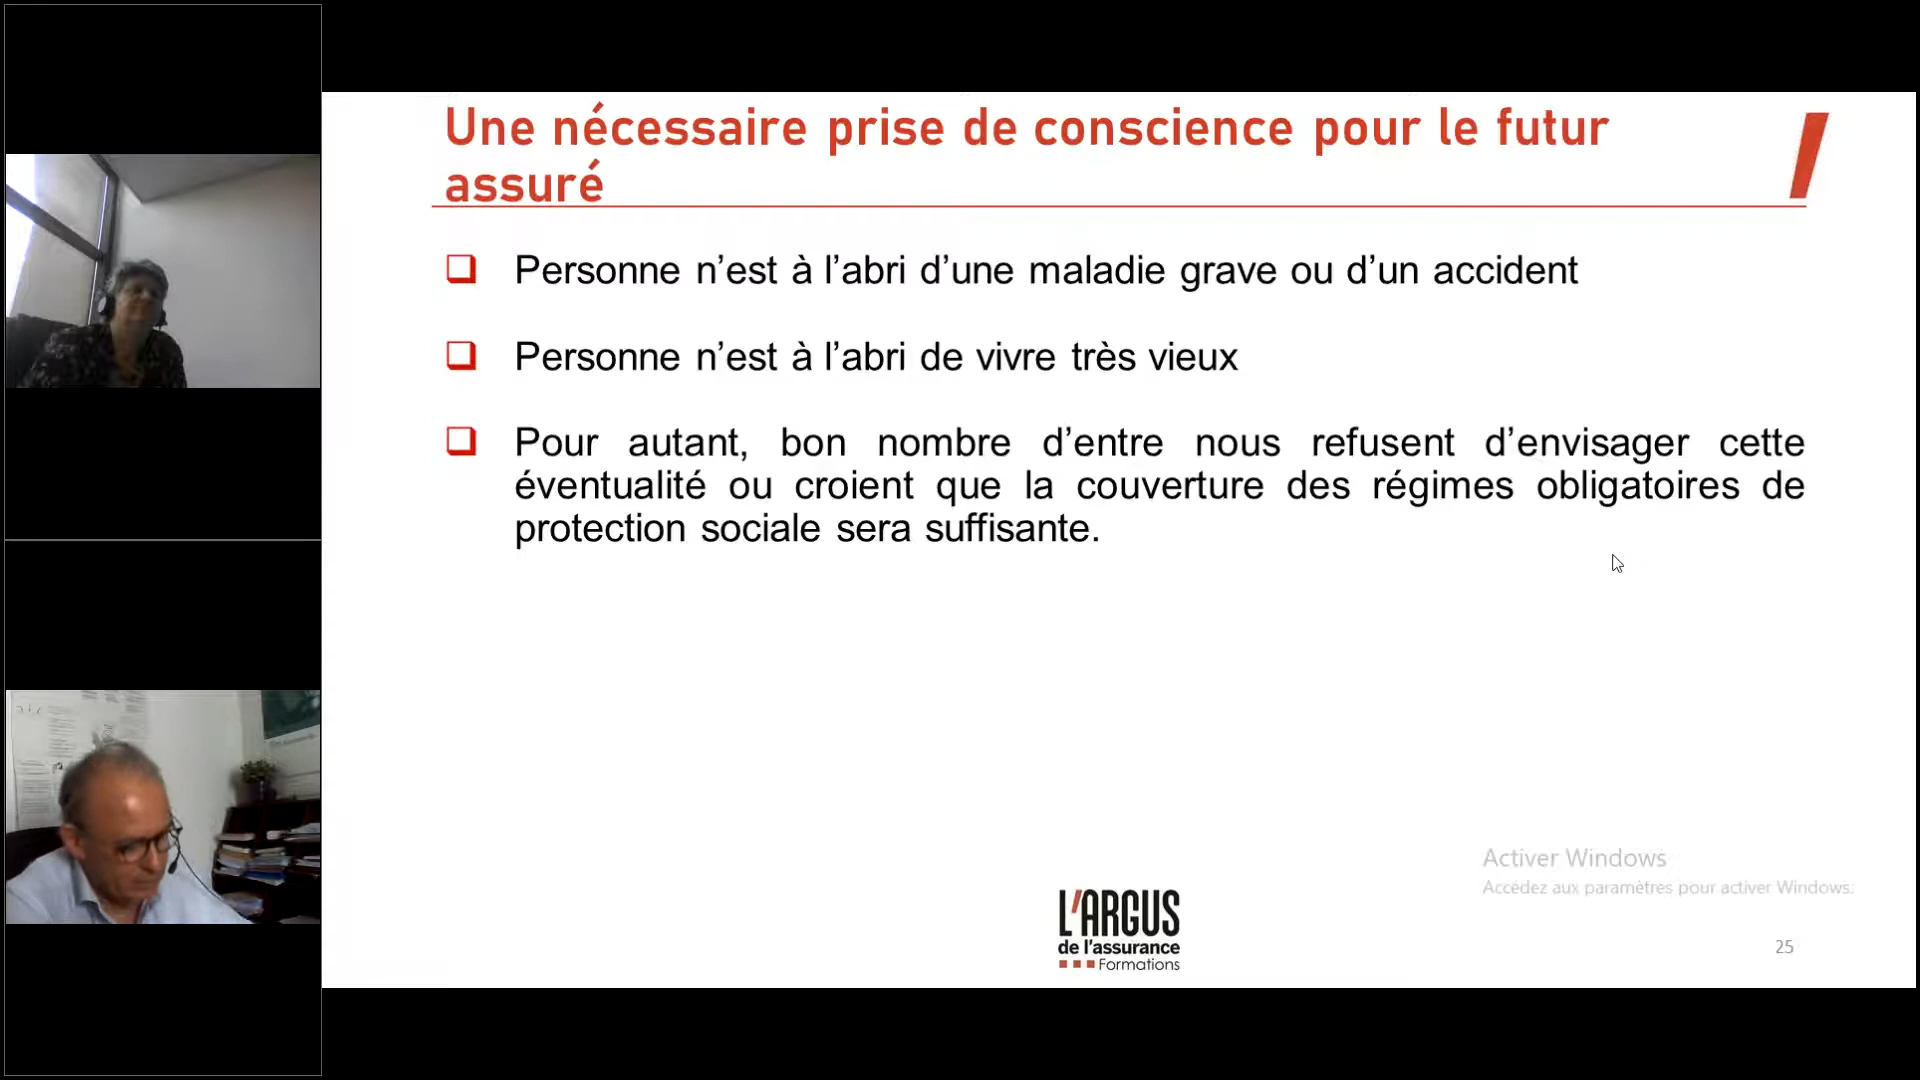 Une nécessaire prise de conscience pour le futur
assuré
Personne n’est à l’abri d’une maladie grave ou d’un accident
Personne n’est à l’abri de vivre très vieux
Pour autant, bon nombre d’entre nous refusent d’envisager cette
éventualité ou croient que la couverture des régimes obligatoires de
protection sociale sera suffisante.
Activer Windows
Accédez aux paramètres pour activer Windows.
L'ARGUS
de l'assurance
Formations
25